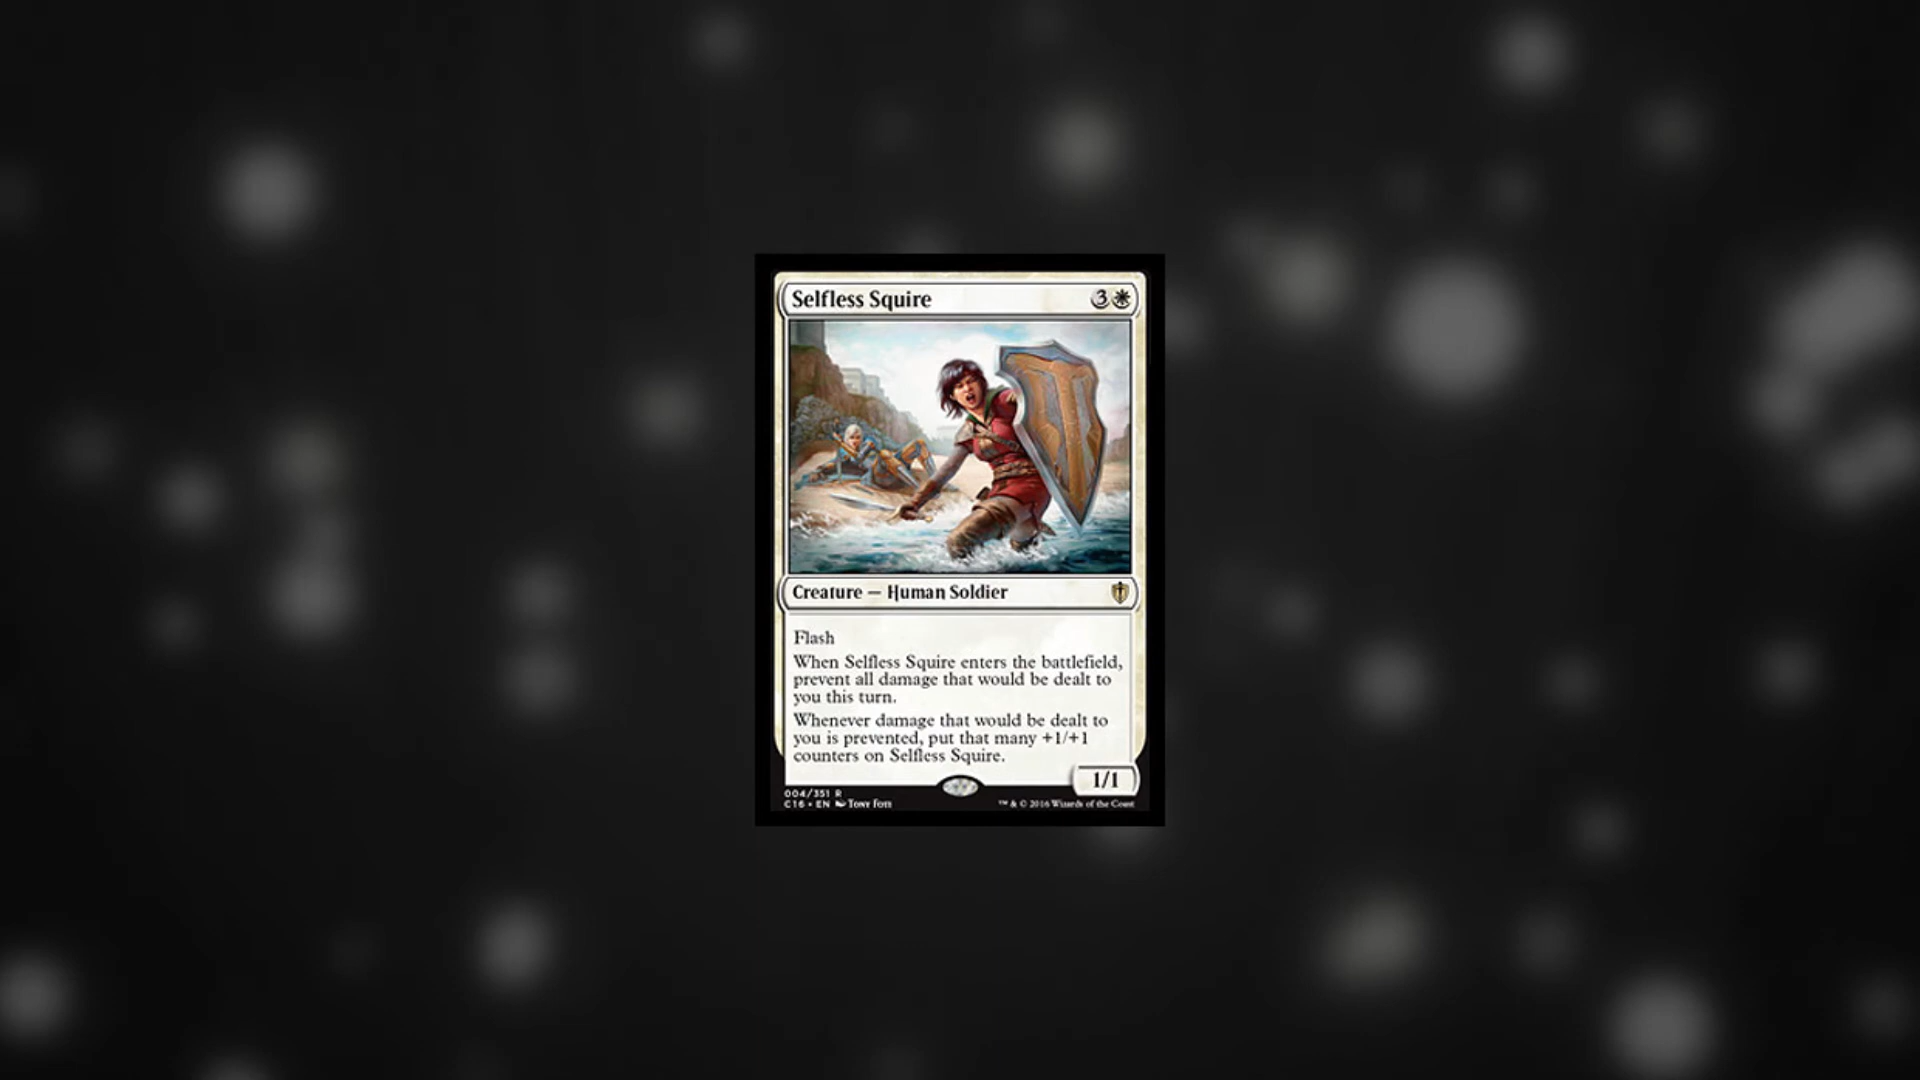 Selfless Squire
3
Creature — Human Soldier
Flash
When Selfless Squire enters the battlefield,
prevent all damage that would be dealt to
you this turn.
Whenever damage that would be dealt to
you is prevented, put that many +1/+1
counters on Selfless Squire.
1/1
004/351 R
C16 • EN Tony Foti
™ & © 2016 Wizards of the Coast